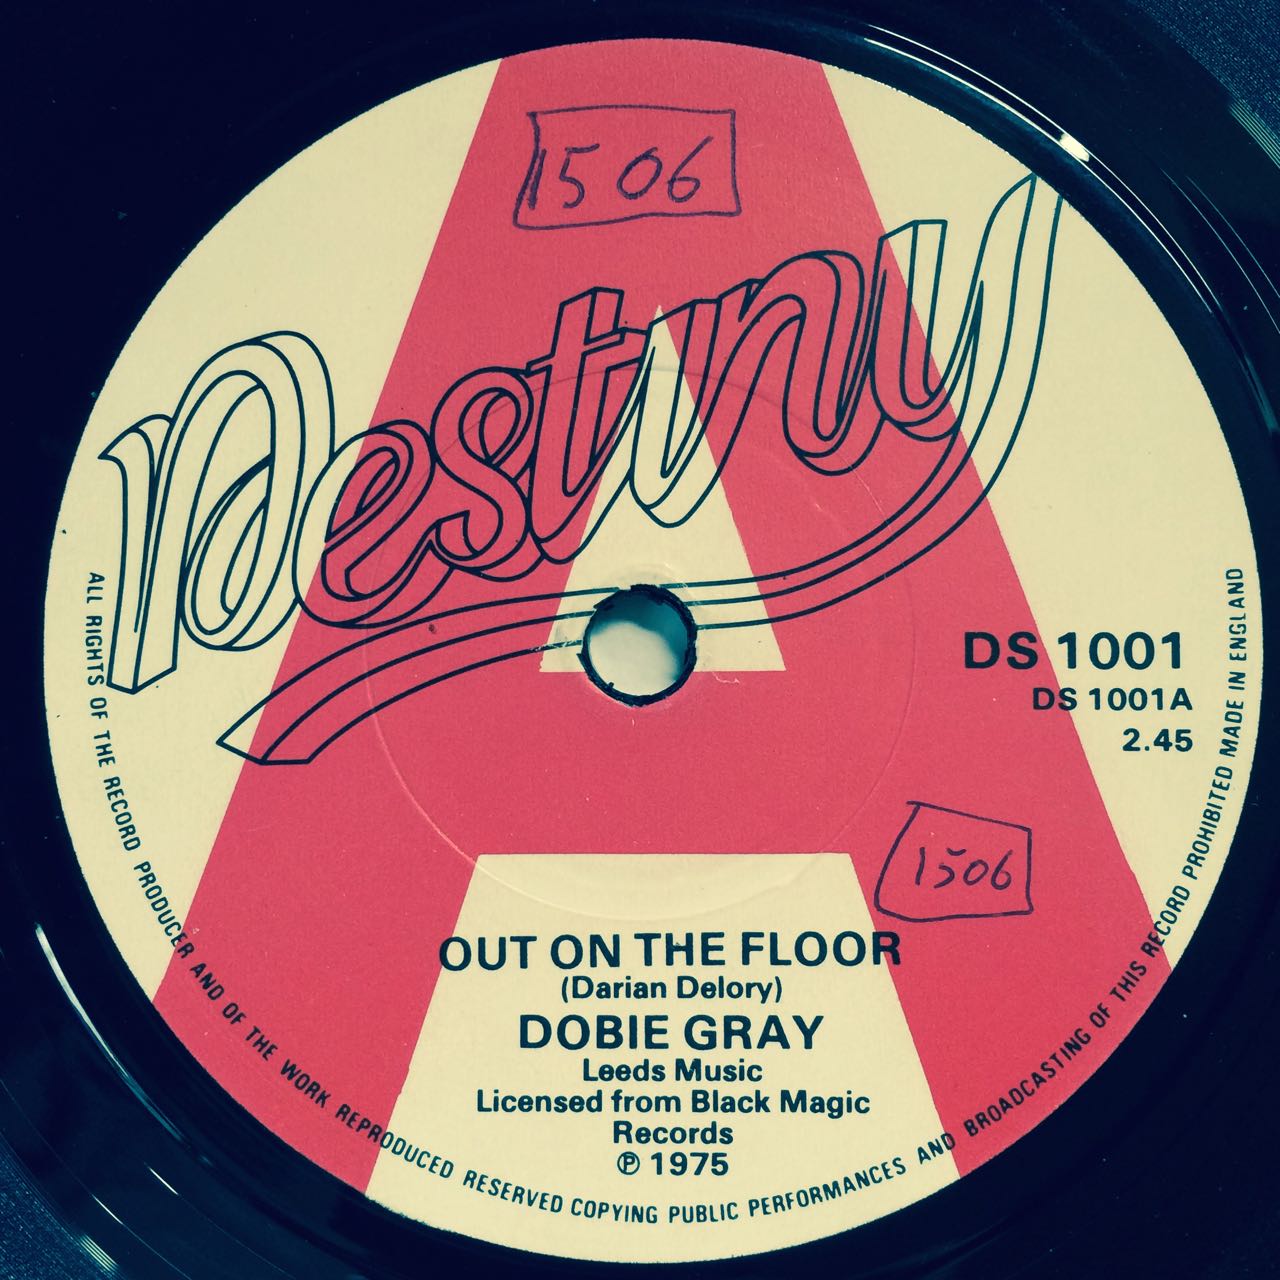 1506
Destiny
DS 1001
DS 1001A
2.45
1506
OUT ON THE FLOOR
(Darian Delory)
DOBIE GRAY
Leeds Music
Licensed from Black Magic
Records
℗ 1975
ALL RIGHTS OF THE RECORD PRODUCER AND OF THE WORK REPRODUCED RESERVED COPYING PUBLIC PERFORMANCES AND BROADCASTING OF THIS RECORD PROHIBITED MADE IN ENGLAND